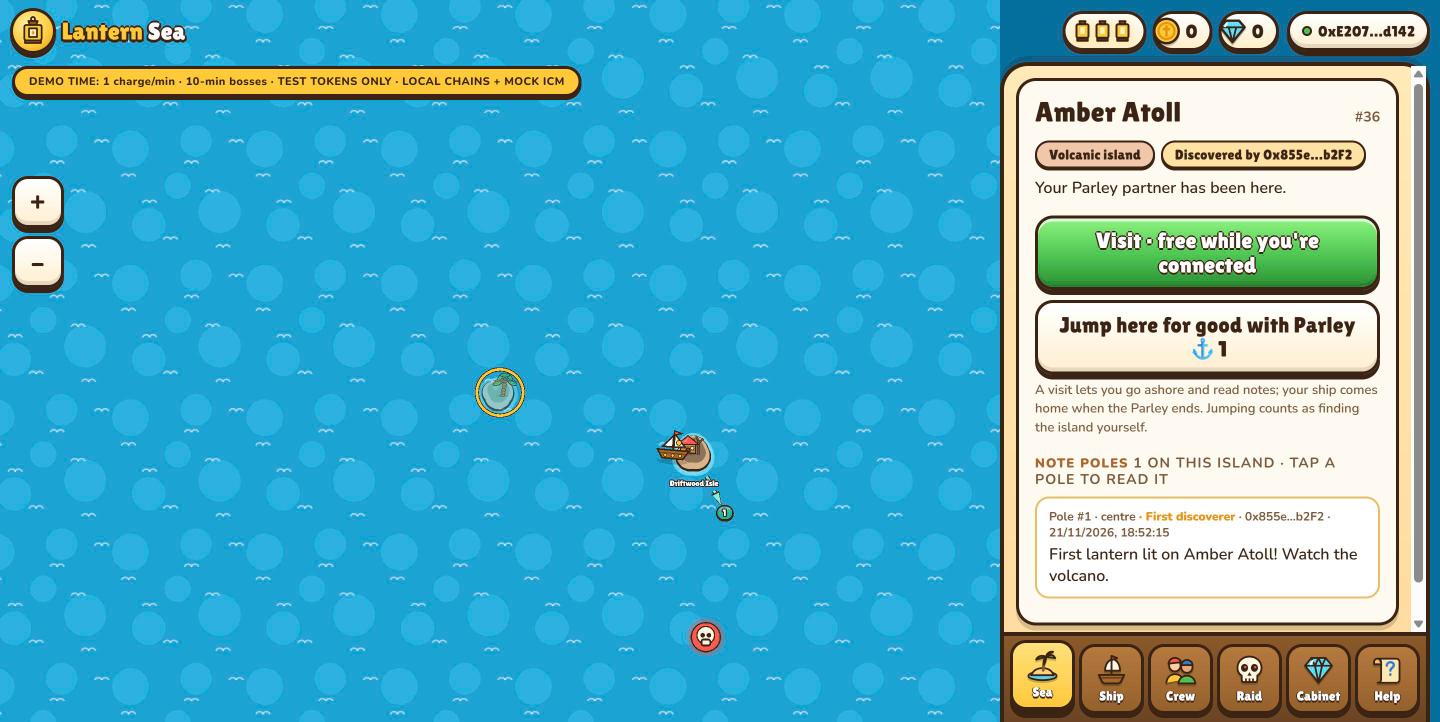 Lantern Sea
0
0
0xE207...d142
DEMO TIME: 1 charge/min · 10-min bosses · TEST TOKENS ONLY · LOCAL CHAINS + MOCK ICM
+
−
Driftwood Isle
1
Amber Atoll
#36
Volcanic island
Discovered by 0x855e...b2F2
Your Parley partner has been here.
Visit · free while you're
connected
Jump here for good with Parley
⚓ 1
A visit lets you go ashore and read notes; your ship comes
home when the Parley ends. Jumping counts as finding
the island yourself.
NOTE POLES 1 ON THIS ISLAND · TAP A
POLE TO READ IT
Pole #1 · centre · First discoverer · 0x855e...b2F2 ·
21/11/2026, 18:52:15
First lantern lit on Amber Atoll! Watch the
volcano.
Sea
Ship
Crew
Raid
Cabinet
?
Help